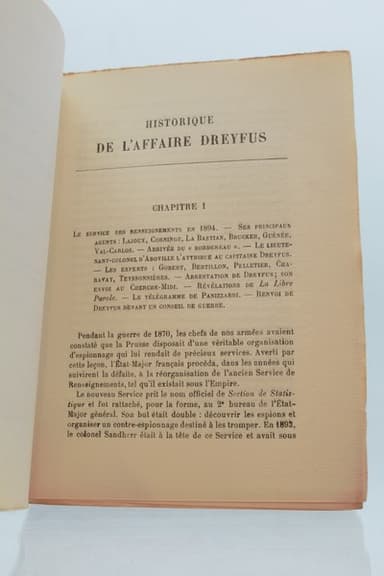 HISTORIQUE
DE L'AFFAIRE DREYFUS
CHAPITRE I
LE SERVICE DES RENSEIGNEMENTS EN 1894. — SES PRINCIPAUX
AGENTS : LAJOUX, CORNINGE, LA BASTIAN, BRUCKER, GUÉNÉE,
VAL-CARLOS. — ARRIVÉE DU « BORDEREAU ». — LE LIEUTE-
NANT-COLONEL D'ABOVILLE L'ATTRIBUE AU CAPITAINE DREYFUS.
— LES EXPERTS : GOBERT, BERTILLON, PELLETIER, CHA-
RAVAY, TEYSSONNIÈRES. — ARRESTATION DE DREYFUS ; SON
ENVOI AU CHERCHE-MIDI. — RÉVÉLATIONS DE La Libre
Parole. — LE TÉLÉGRAMME DE PANIZZARDI. — RENVOI DE
DREYFUS DEVANT UN CONSEIL DE GUERRE.
Pendant la guerre de 1870, les chefs de nos armées avaient
constaté que la Prusse disposait d'une véritable organisation
d'espionnage qui lui rendait de précieux services. Averti par
cette leçon, l'État-Major français procéda, dans les années qui
suivirent la défaite, à la réorganisation de l'ancien Service de
Renseignements, tel qu'il existait sous l'Empire.
Le nouveau Service prit le nom officiel de Section de Statis-
tique et fut rattaché, pour la forme, au 2e bureau de l'État-
Major général. Son but était double : découvrir les espions et
organiser un contre-espionnage destiné à les tromper. En 1893,
le colonel Sandherr était à la tête de ce Service et avait sous